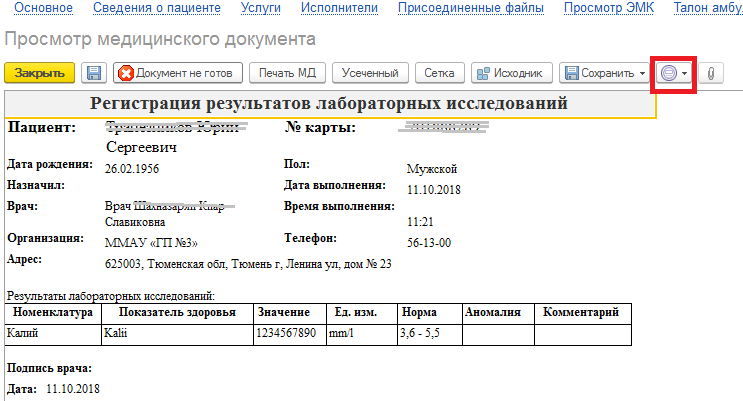 Основное Сведения о пациенте Услуги Исполнители Присоединенные файлы Просмотр ЭМК Талон амбу.
Просмотр медицинского документа
Закрыть Документ не готов Печать МД Усеченный Сетка Исходник Сохранить
Регистрация результатов лабораторных исследований
Пациент: № карты:
Сергеевич
Дата рождения: 26.02.1956 Пол: Мужской
Назначил: Дата выполнения: 11.10.2018
Врач: Врач Время выполнения:
Славиковна 11:21
Организация: ММАУ «ГП №3» Телефон: 56-13-00
Адрес: 625003, Тюменская обл, Тюмень г, Ленина ул, дом № 23
Результаты лабораторных исследований:
Номенклатура Показатель здоровья Значение Ед. изм. Норма Аномалия Комментарий
Калий Kalii 1234567890 mm/l 3,6 - 5,5
Подпись врача:
Дата: 11.10.2018